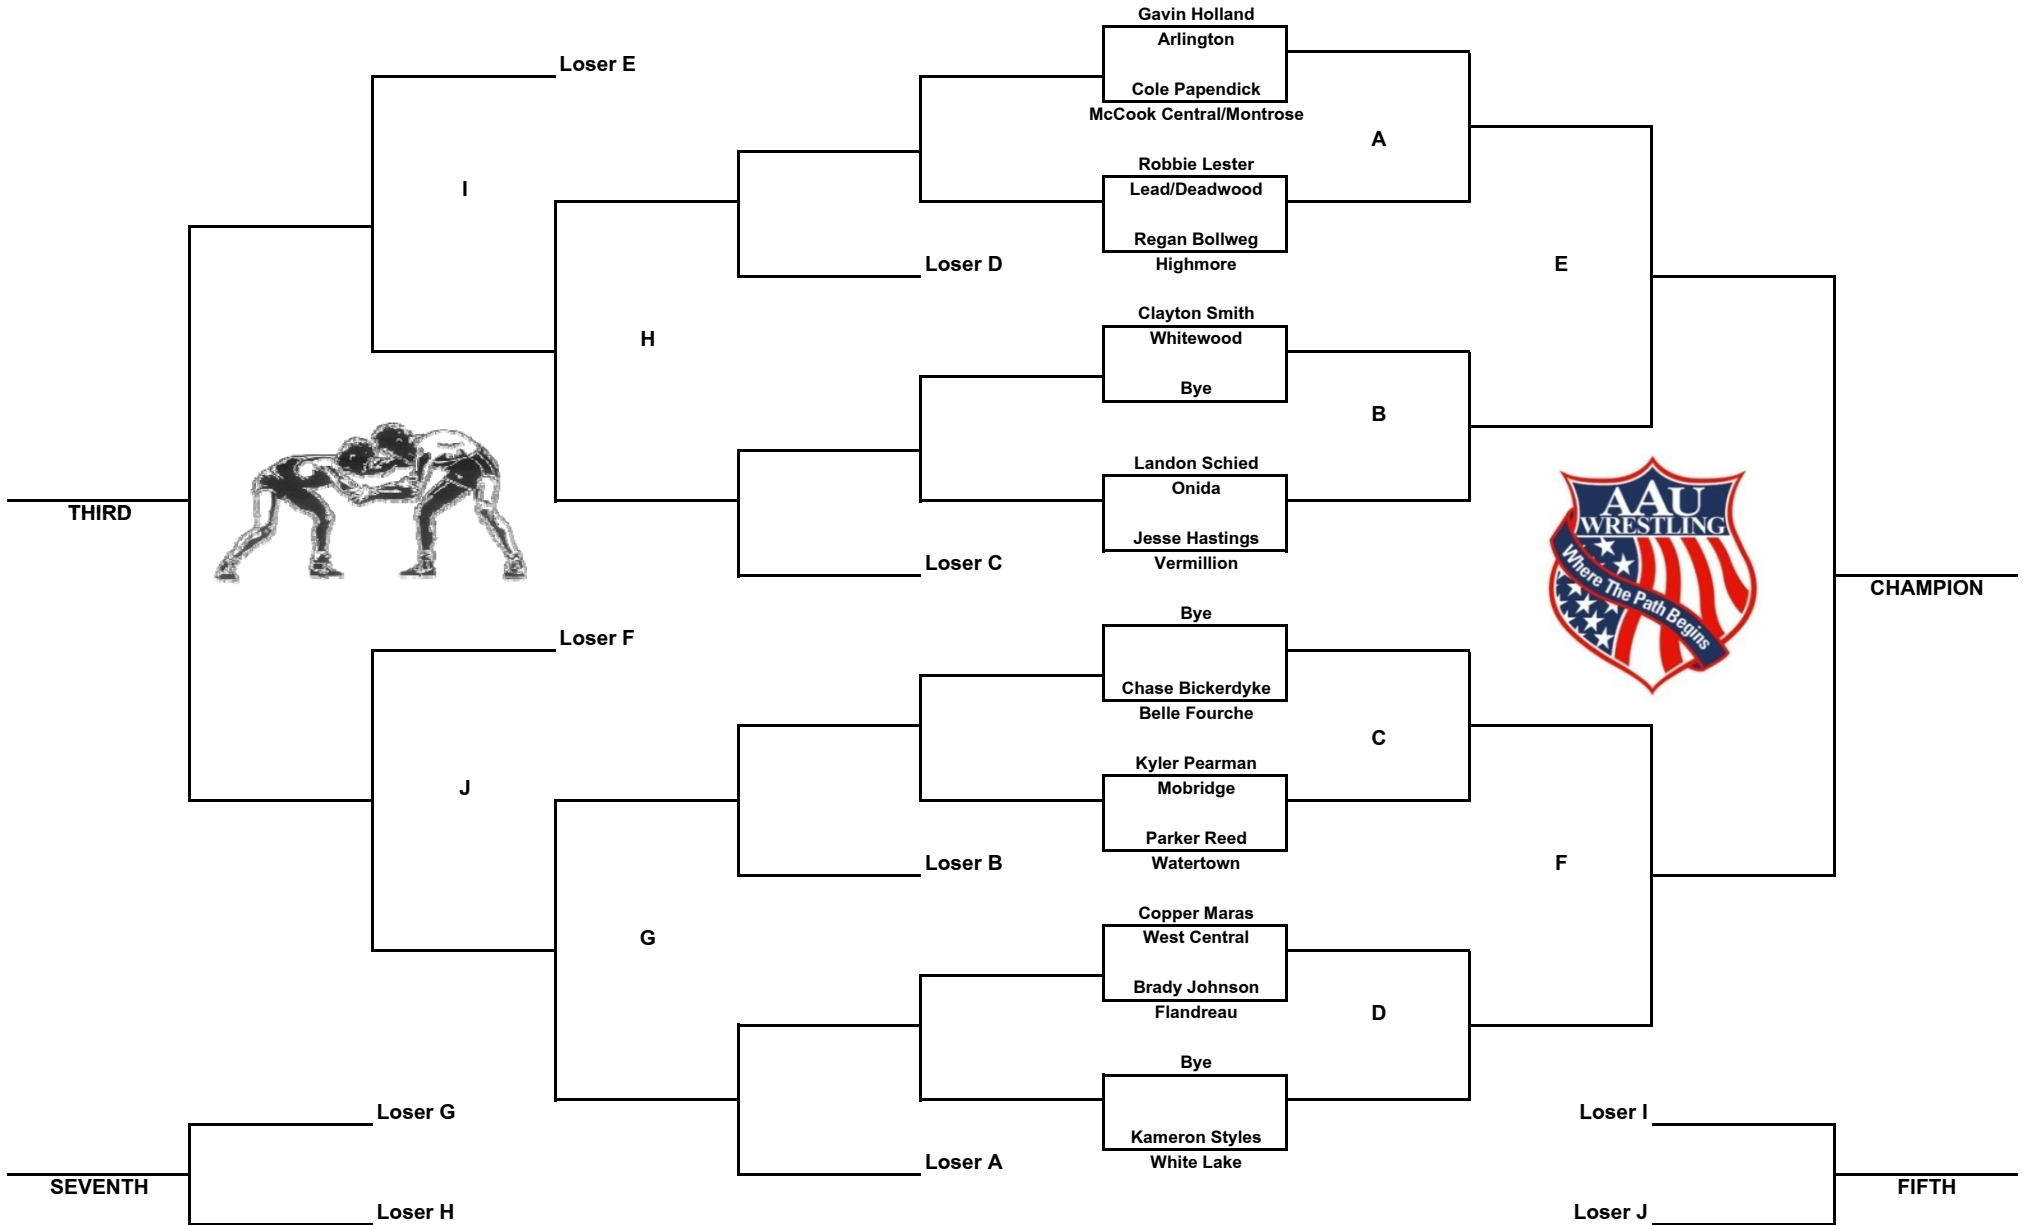 Gavin Holland
Arlington
Loser E
Cole Papendick
McCook Central/Montrose
A
Robbie Lester
I
Lead/Deadwood
Regan Bollweg
Loser D
Highmore
E
Clayton Smith
H
Whitewood
Bye
B
Landon Schied
Onida
THIRD
Jesse Hastings
Loser C
Vermillion
AAU
WRESTLING
Where The Path Begins
CHAMPION
Bye
Loser F
Chase Bickerdyke
Belle Fourche
C
Kyler Pearman
J
Mobridge
Parker Reed
Loser B
Watertown
F
Copper Maras
G
West Central
Brady Johnson
Flandreau
D
Bye
Loser G
Loser I
Kameron Styles
Loser A
White Lake
SEVENTH
FIFTH
Loser H
Loser J